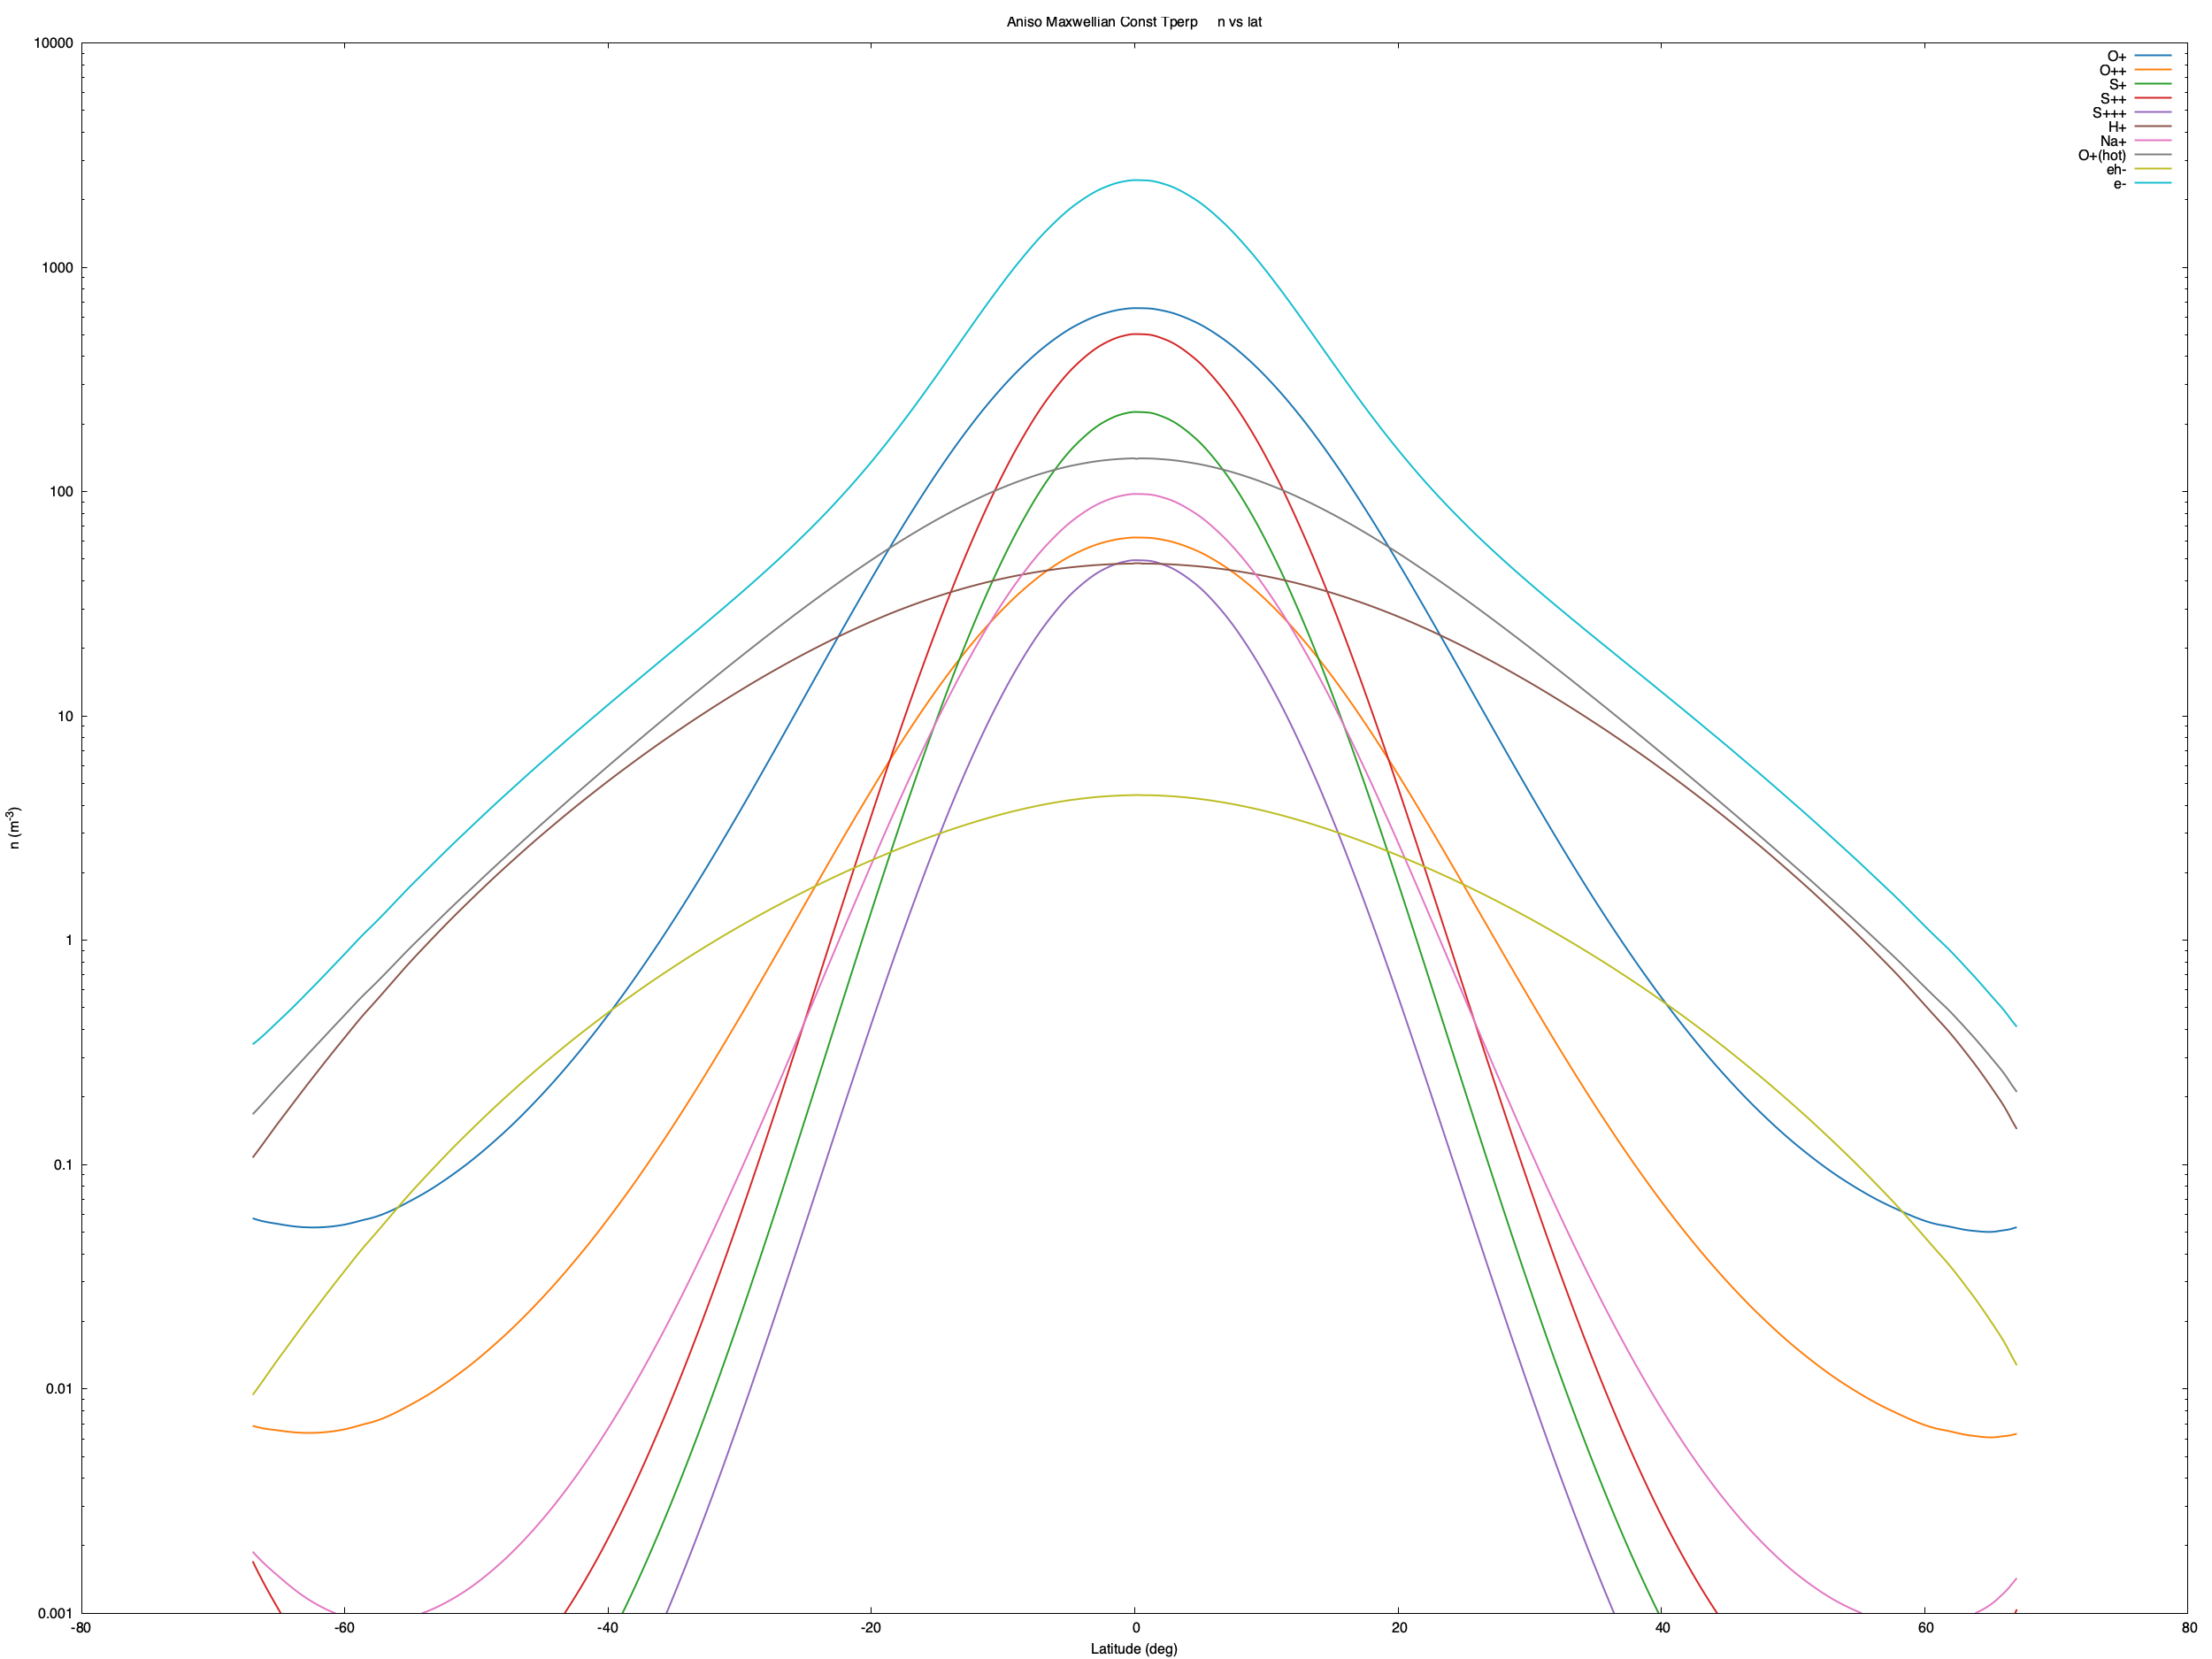 Aniso Maxwellian Const Tperp n vs lat
10000
1000
100
10
1
0.1
0.01
0.001
n (m-3)
O+
O++
S+
S++
S+++
H+
Na+
O+(hot)
eh-
e-
-80 -60 -40 -20 0 20 40 60 80
Latitude (deg)